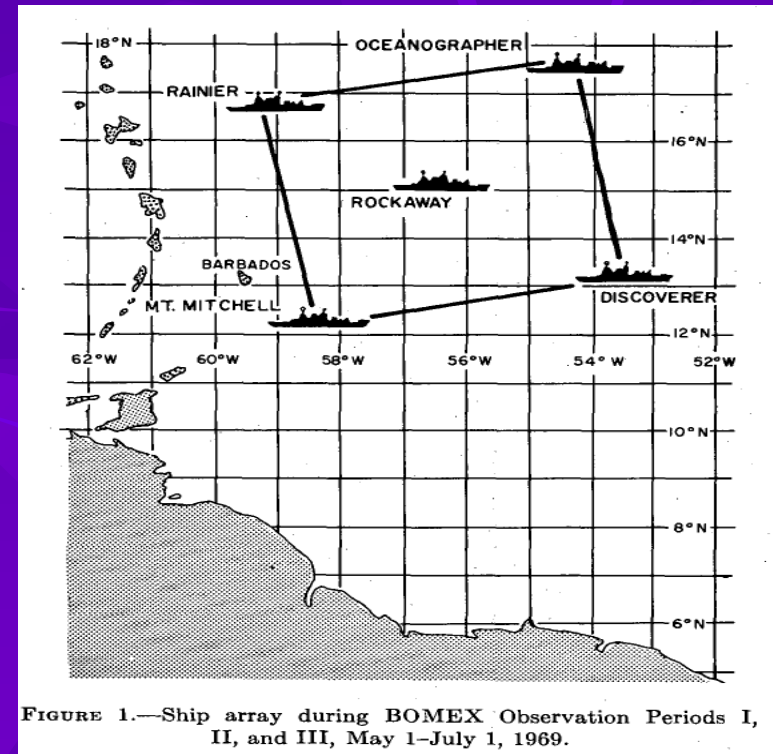 18°N
OCEANOGRAPHER
RAINIER
16°N
ROCKAWAY
14°N
BARBADOS
MT. MITCHELL
DISCOVERER
12°N
62°W 60°W 58°W 56°W 54°W 52°W
10°N
8°N
6°N
FIGURE 1.—Ship array during BOMEX Observation Periods I,
II, and III, May 1–July 1, 1969.